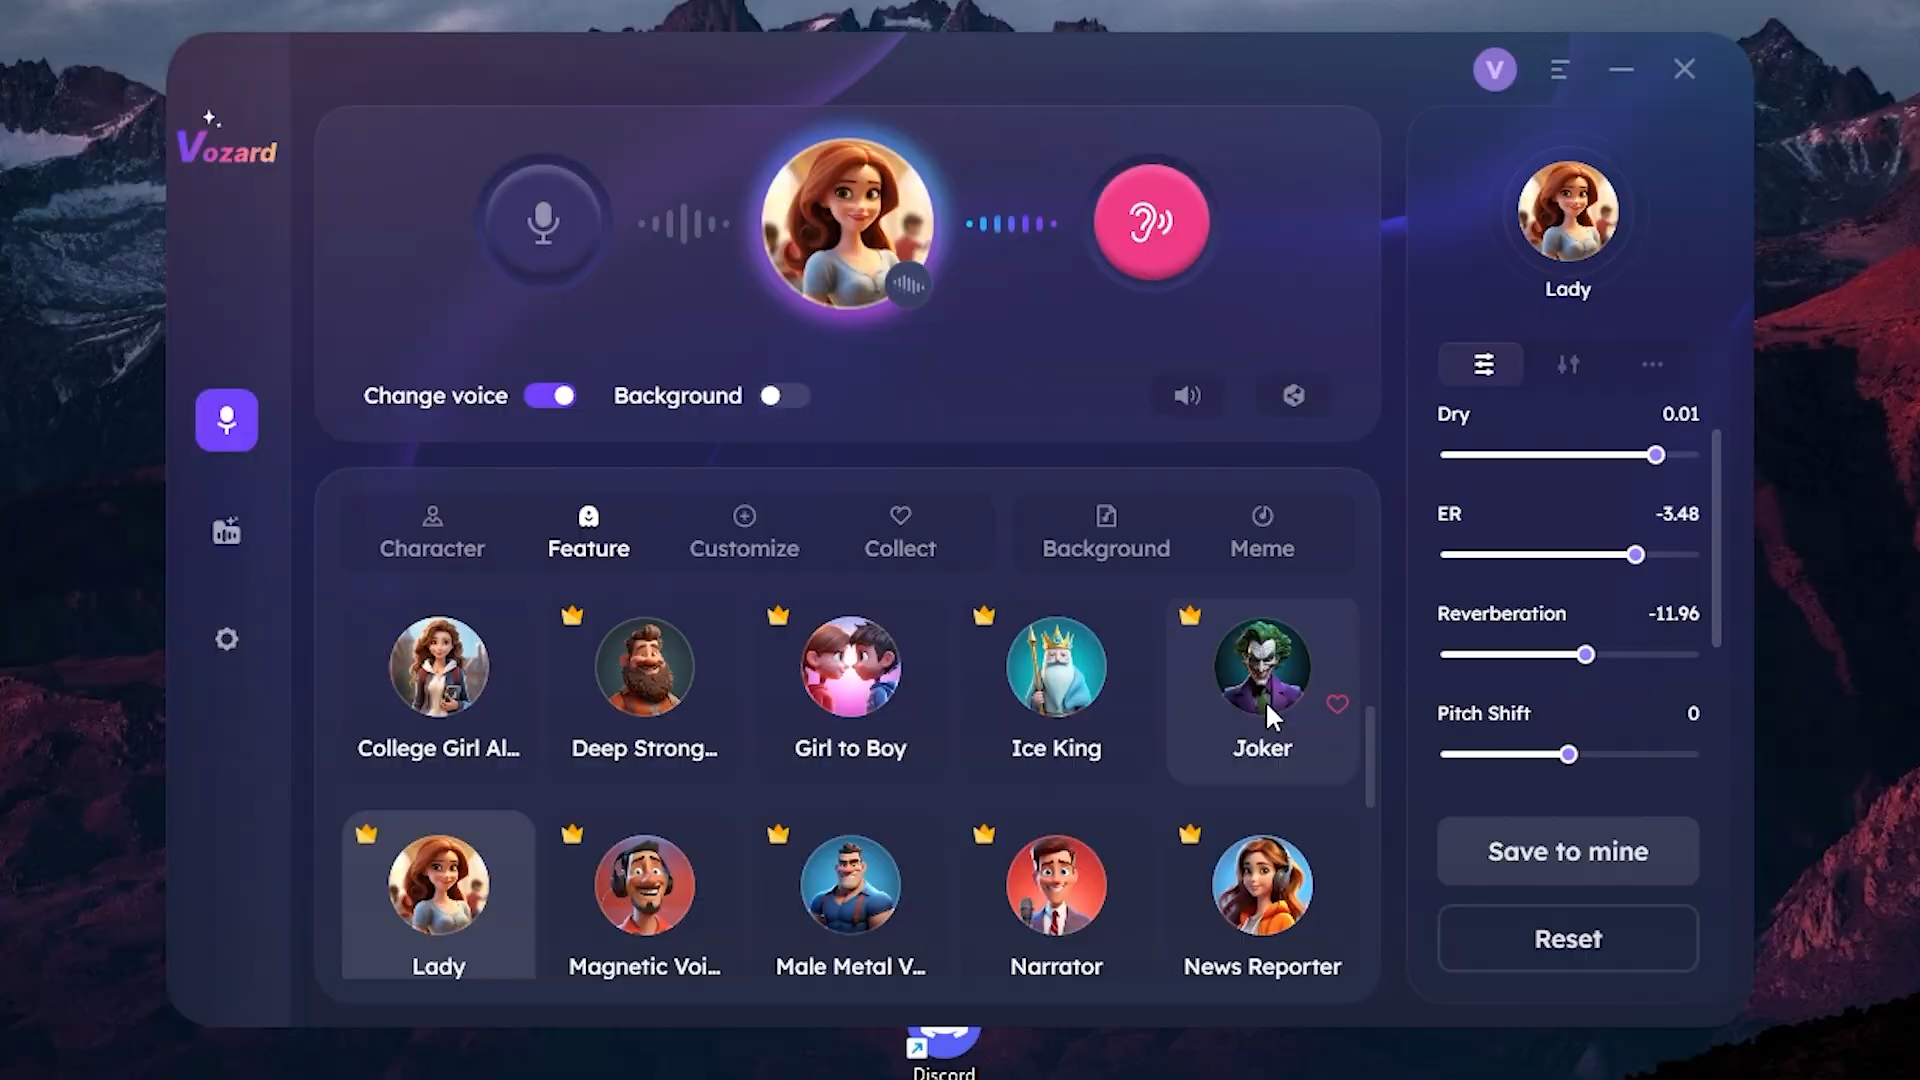 V
Vozard
Lady
Change voice
Background
Dry
0.01
ER
-3.48
Reverberation
-11.96
Pitch Shift
0
Character
Feature
Customize
Collect
Background
Meme
College Girl Al...
Deep Strong...
Girl to Boy
Ice King
Joker
Lady
Magnetic Voi...
Male Metal V...
Narrator
News Reporter
Save to mine
Reset
Discord